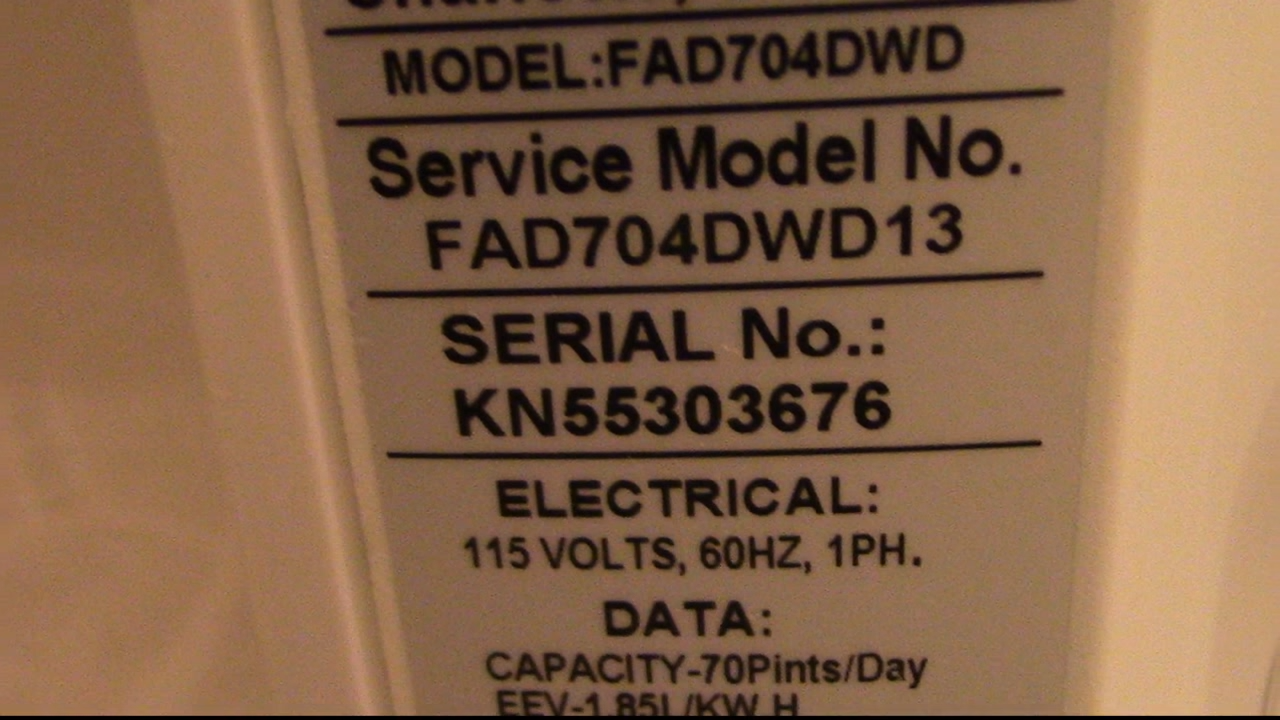 MODEL:FAD704DWD
Service Model No.
FAD704DWD13
SERIAL No.:
KN55303676
ELECTRICAL:
115 VOLTS, 60HZ, 1PH.
DATA:
CAPACITY-70Pints/Day
EEV-1.85L/KW.H